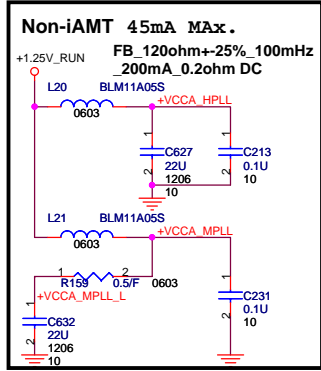 Non-iAMT 45mA MAx.
+1.25V_RUN
FB_120ohm+-25%_100mHz
_200mA_0.2ohm DC
L20 BLM11A05S
+VCCA_HPLL
0603
1 1
C627 C213
22U 0.1U
2 2
1206 10
10
L21 BLM11A05S
+VCCA_MPLL
0603
1 2
R159 0.5/F 0603
+VCCA_MPLL_L
1
C231
0.1U
2
10
1
C632
22U
2
1206
10